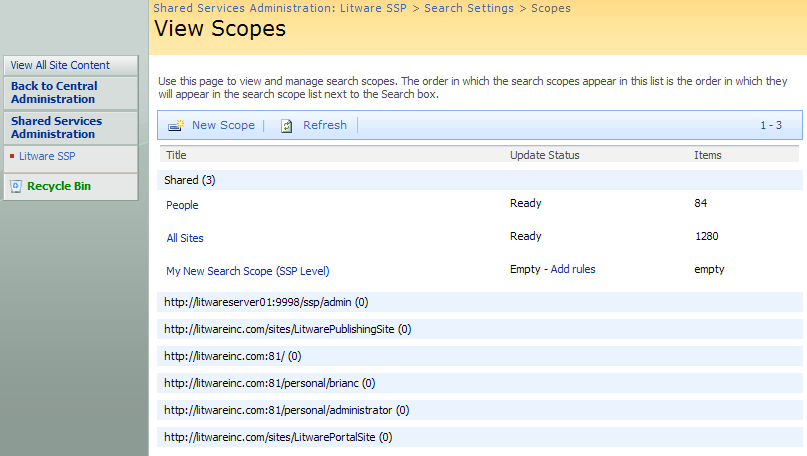 Shared Services Administration: Litware SSP > Search Settings > Scopes
View Scopes
View All Site Content
Back to Central
Administration
Shared Services
Administration
Litware SSP
Recycle Bin
Use this page to view and manage search scopes. The order in which the search scopes appear in this list is the order in which they
will appear in the search scope list next to the Search box.
New Scope | Refresh | 1 - 3
Title Update Status Items
Shared (3)
People Ready 84
All Sites Ready 1280
My New Search Scope (SSP Level) Empty - Add rules empty
http://litwareserver01:9998/ssp/admin (0)
http://litwareinc.com/sites/LitwarePublishingSite (0)
http://litwareinc.com:81/ (0)
http://litwareinc.com:81/personal/brianc (0)
http://litwareinc.com:81/personal/administrator (0)
http://litwareinc.com/sites/LitwarePortalSite (0)